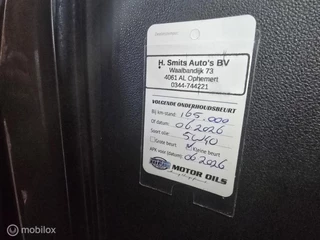 H. Smits Auto's BV
Waalbandijk 73
4061 AL Ophemert
0344-744221
VOLGENDE ONDERHOUDSBEURT
Bij km-stand: 165.000
Of datum: 06.2026
Soort olie: 5W40
Grote beurt Kleine beurt
APK voor (datum): 06.2026
MOTOR OILS
mobilox